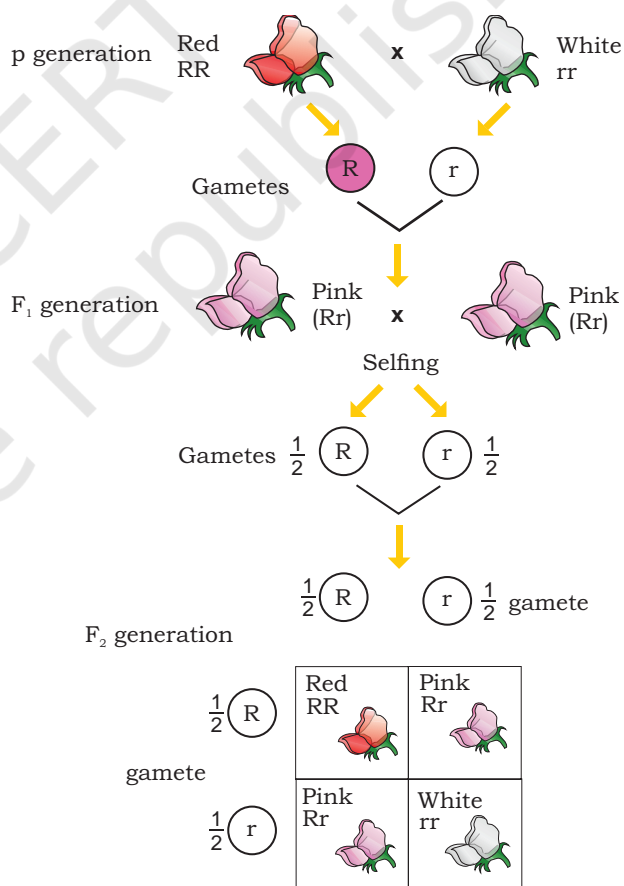 p generation Red RR x White rr
Gametes R r
F₁ generation Pink (Rr) x Pink (Rr)
Selfing
Gametes 1/2 R r 1/2
1/2 R r 1/2 gamete
F₂ generation
1/2 R Red RR Pink Rr
gamete
1/2 r Pink Rr White rr
republis